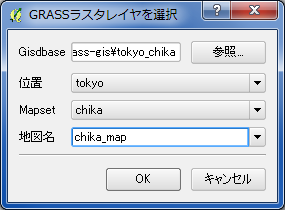 GRASSラスタレイヤを選択
Gisdbase ass-gis¥tokyo_chika 参照...
位置 tokyo
Mapset chika
地図名 chika_map
OK キャンセル